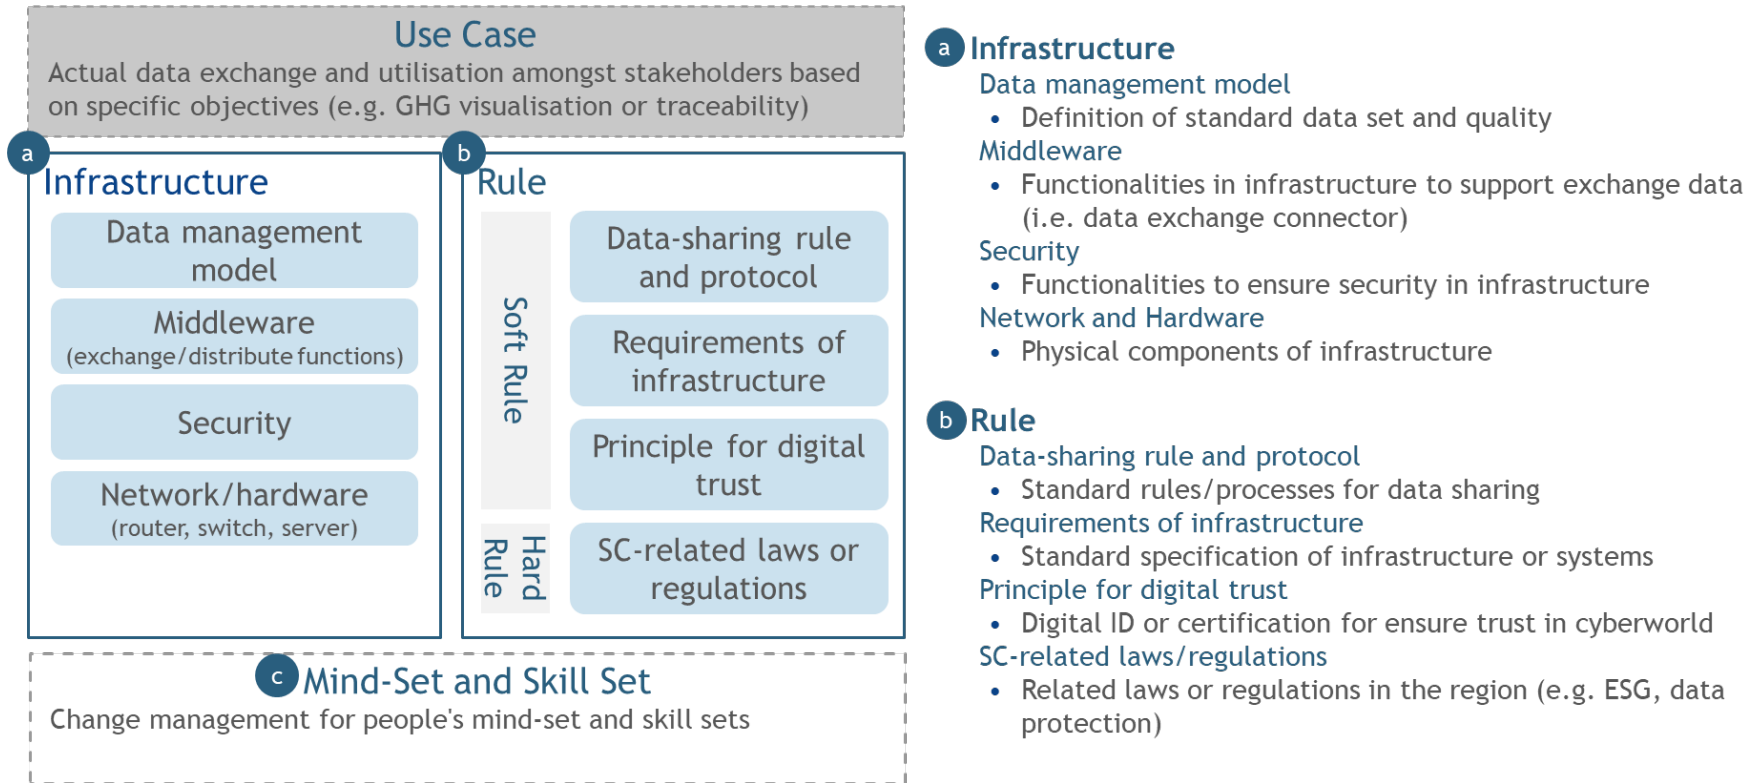 Use Case
Actual data exchange and utilisation amongst stakeholders based
on specific objectives (e.g. GHG visualisation or traceability)
a
Infrastructure
Data management
model
Middleware
(exchange/distribute functions)
Security
Network/hardware
(router, switch, server)
b
Rule
Soft Rule
Data-sharing rule
and protocol
Requirements of
infrastructure
Principle for digital
trust
Hard
Rule
SC-related laws or
regulations
c Mind-Set and Skill Set
Change management for people's mind-set and skill sets
a Infrastructure
Data management model
• Definition of standard data set and quality
Middleware
• Functionalities in infrastructure to support exchange data
(i.e. data exchange connector)
Security
• Functionalities to ensure security in infrastructure
Network and Hardware
• Physical components of infrastructure
b Rule
Data-sharing rule and protocol
• Standard rules/processes for data sharing
Requirements of infrastructure
• Standard specification of infrastructure or systems
Principle for digital trust
• Digital ID or certification for ensure trust in cyberworld
SC-related laws/regulations
• Related laws or regulations in the region (e.g. ESG, data
protection)